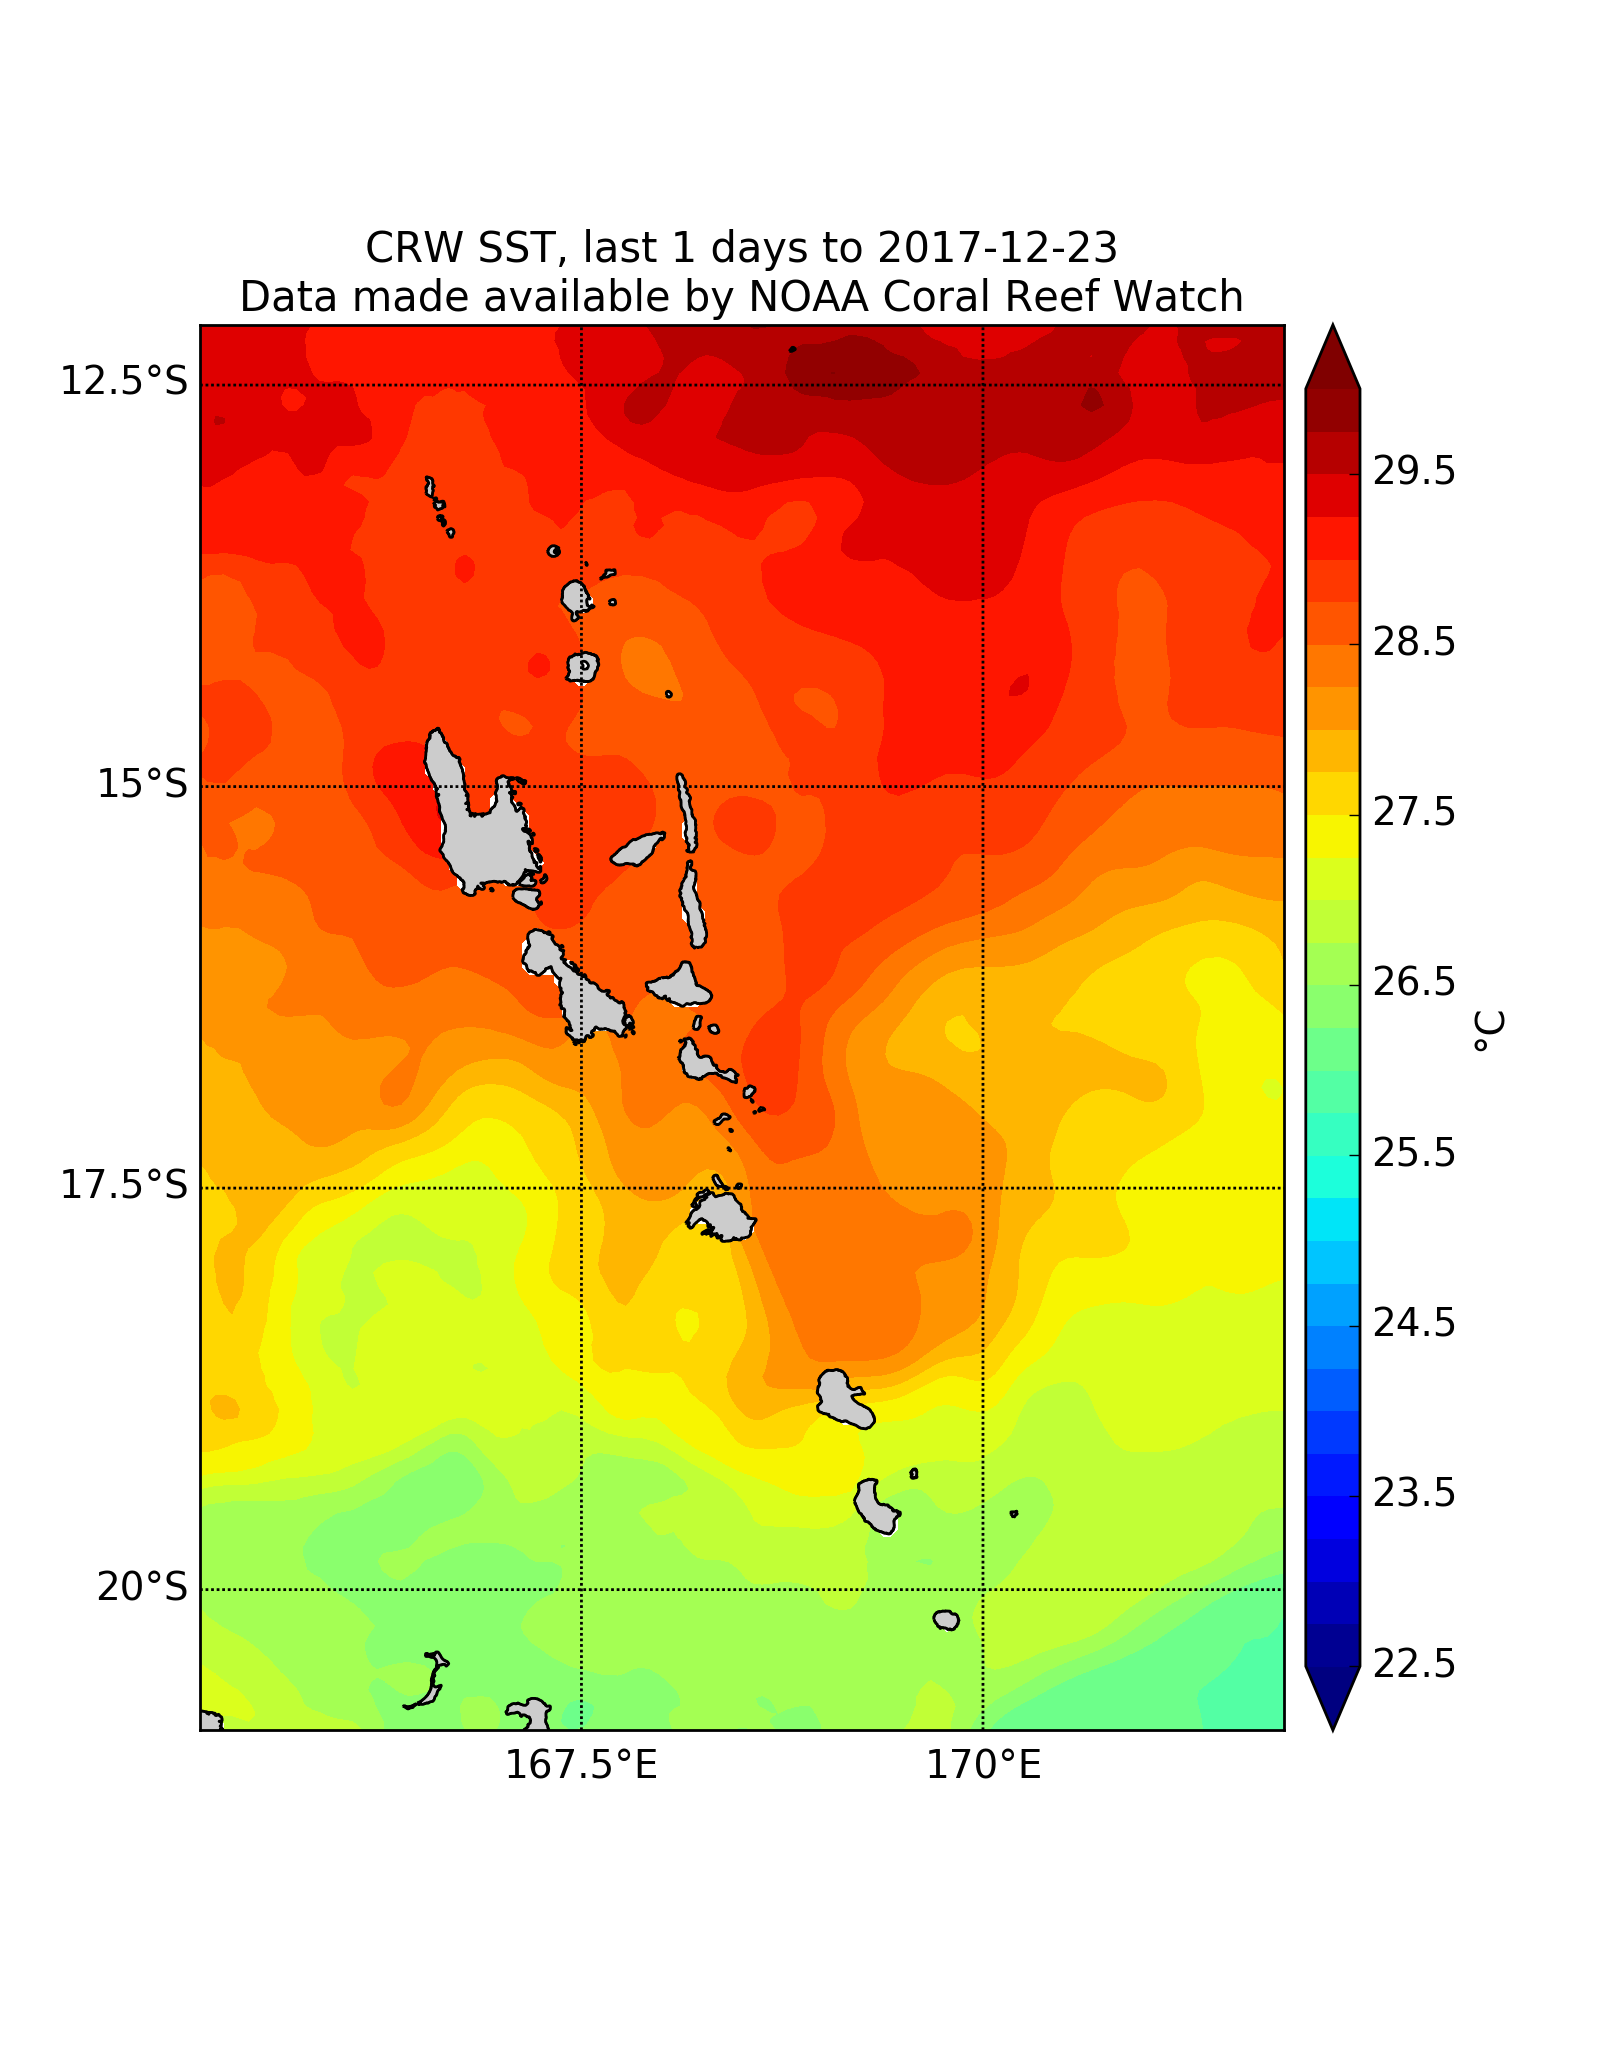 CRW SST, last 1 days to 2017-12-23
Data made available by NOAA Coral Reef Watch
12.5°S
15°S
17.5°S
20°S
167.5°E
170°E
29.5
28.5
27.5
26.5
25.5
24.5
23.5
22.5
°C